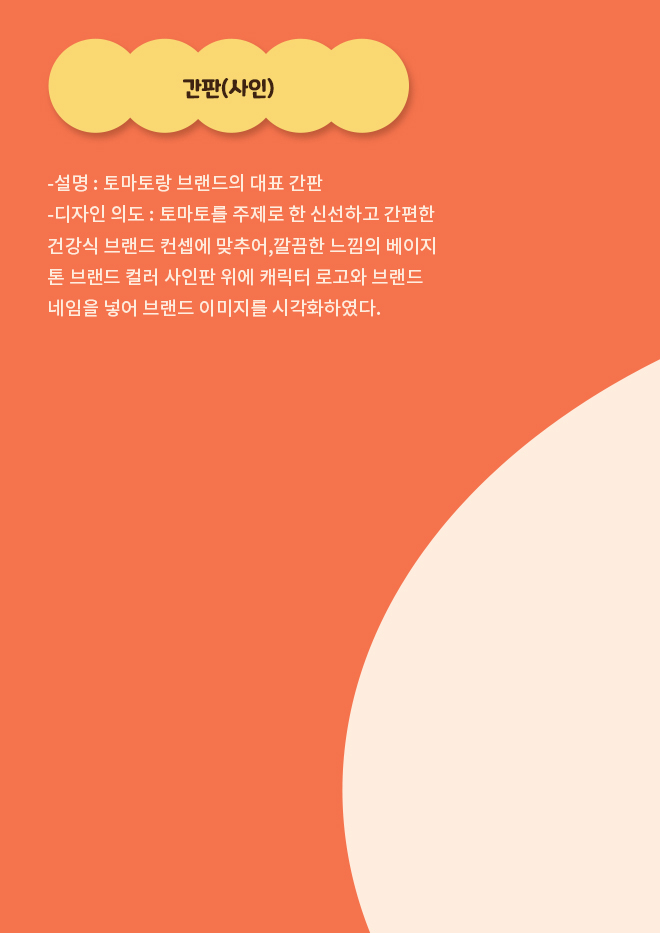 간판(사인)
-설명 : 토마토랑 브랜드의 대표 간판
-디자인 의도 : 토마토를 주제로 한 신선하고 간편한
건강식 브랜드 컨셉에 맞추어,깔끔한 느낌의 베이지
톤 브랜드 컬러 사인판 위에 캐릭터 로고와 브랜드
네임을 넣어 브랜드 이미지를 시각화하였다.